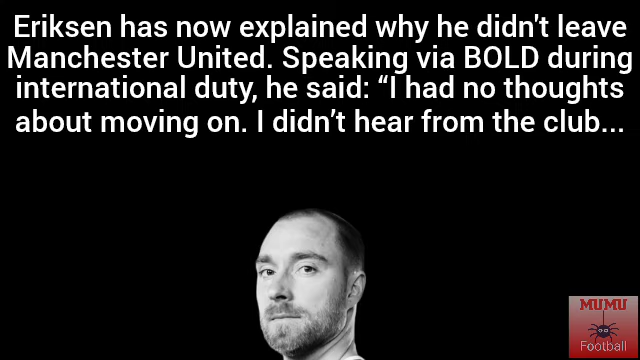 Eriksen has now explained why he didn't leave
Manchester United. Speaking via BOLD during
international duty, he said: “I had no thoughts
about moving on. I didn’t hear from the club...
MUMU
Football